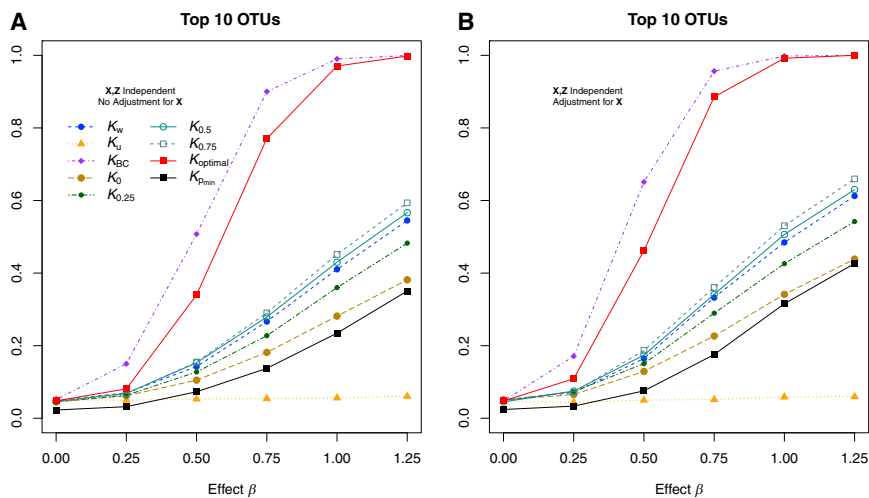 A
Top 10 OTUs
1.0
0.8
0.6
0.4
0.2
0.0
X,Z Independent
No Adjustment for X
Kw
Ku
KBC
K0
K0.25
K0.5
K0.75
Koptimal
KPmin
0.00 0.25 0.50 0.75 1.00 1.25
Effect β
B
Top 10 OTUs
1.0
0.8
0.6
0.4
0.2
0.0
X,Z Independent
Adjustment for X
0.00 0.25 0.50 0.75 1.00 1.25
Effect β